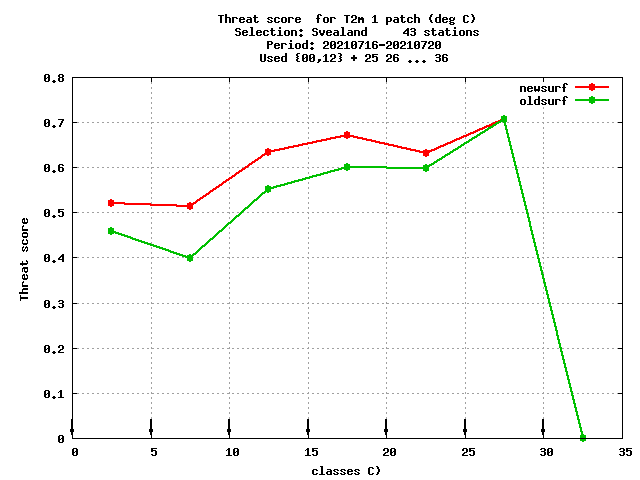 Threat score  for T2m 1 patch (deg C)
Selection: Svealand     43 stations
Period: 20210716-20210720
Used {00,12} + 25 26 ... 36
newsurf
oldsurf
Threat score
0.8
0.7
0.6
0.5
0.4
0.3
0.2
0.1
0
0 5 10 15 20 25 30 35
classes C)